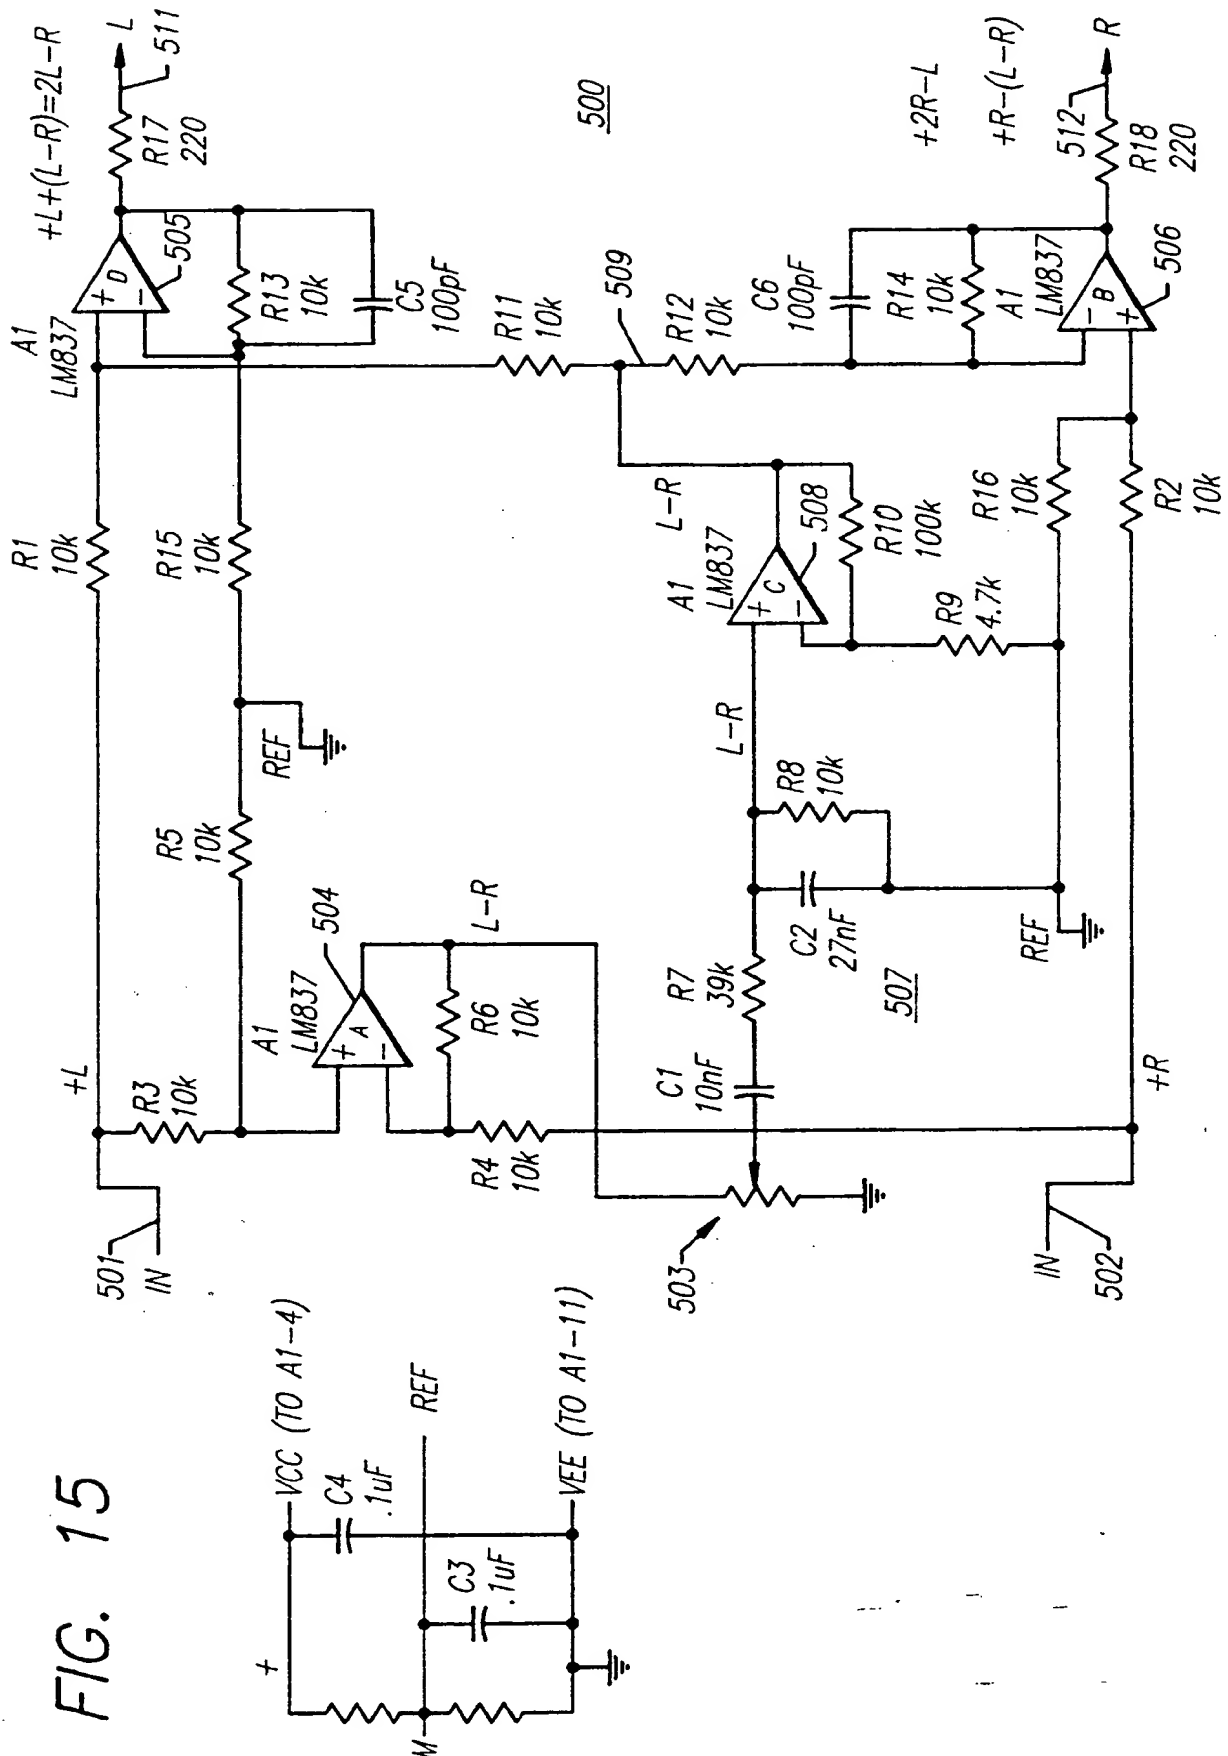 FIG. 15
+
VCC (TO A1-4)
C4
.1uF
REF
C3
.1uF
VEE (TO A1-11)
M
501
IN
+L
R3
10k
R1
10k
A1
LM837
+
-
D
505
+L+(L-R)=2L-R
R17
220
L
511
R5
10k
REF
R15
10k
R13
10k
C5
100pF
A1
LM837
504
+
-
A
R6
10k
L-R
R4
10k
R11
10k
509
R12
10k
500
503
C1
10nF
R7
39k
C2
27nF
507
R8
10k
L-R
A1
LM837
+
-
C
508
L-R
R10
100k
R9
4.7k
REF
C6
100pF
R14
10k
A1
LM837
-
+
B
506
+2R-L
+R-(L-R)
512
R
R18
220
R16
10k
R2
10k
+R
IN
502